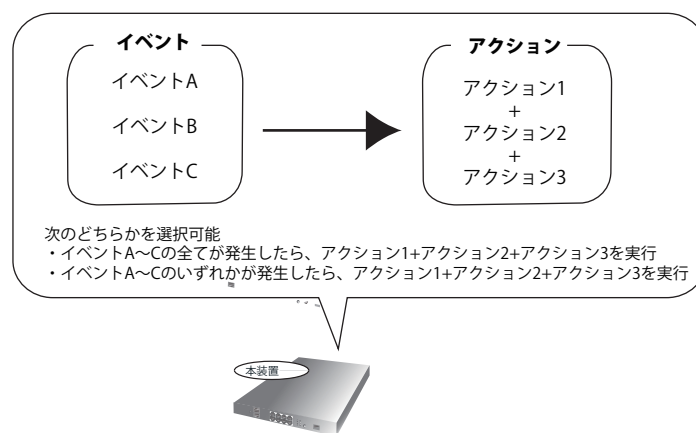 イベント
イベントA
イベントB
イベントC
アクション
アクション1
+
アクション2
+
アクション3
次のどちらかを選択可能
・イベントA～Cの全てが発生したら、アクション1+アクション2+アクション3を実行
・イベントA～Cのいずれかが発生したら、アクション1+アクション2+アクション3を実行
本装置